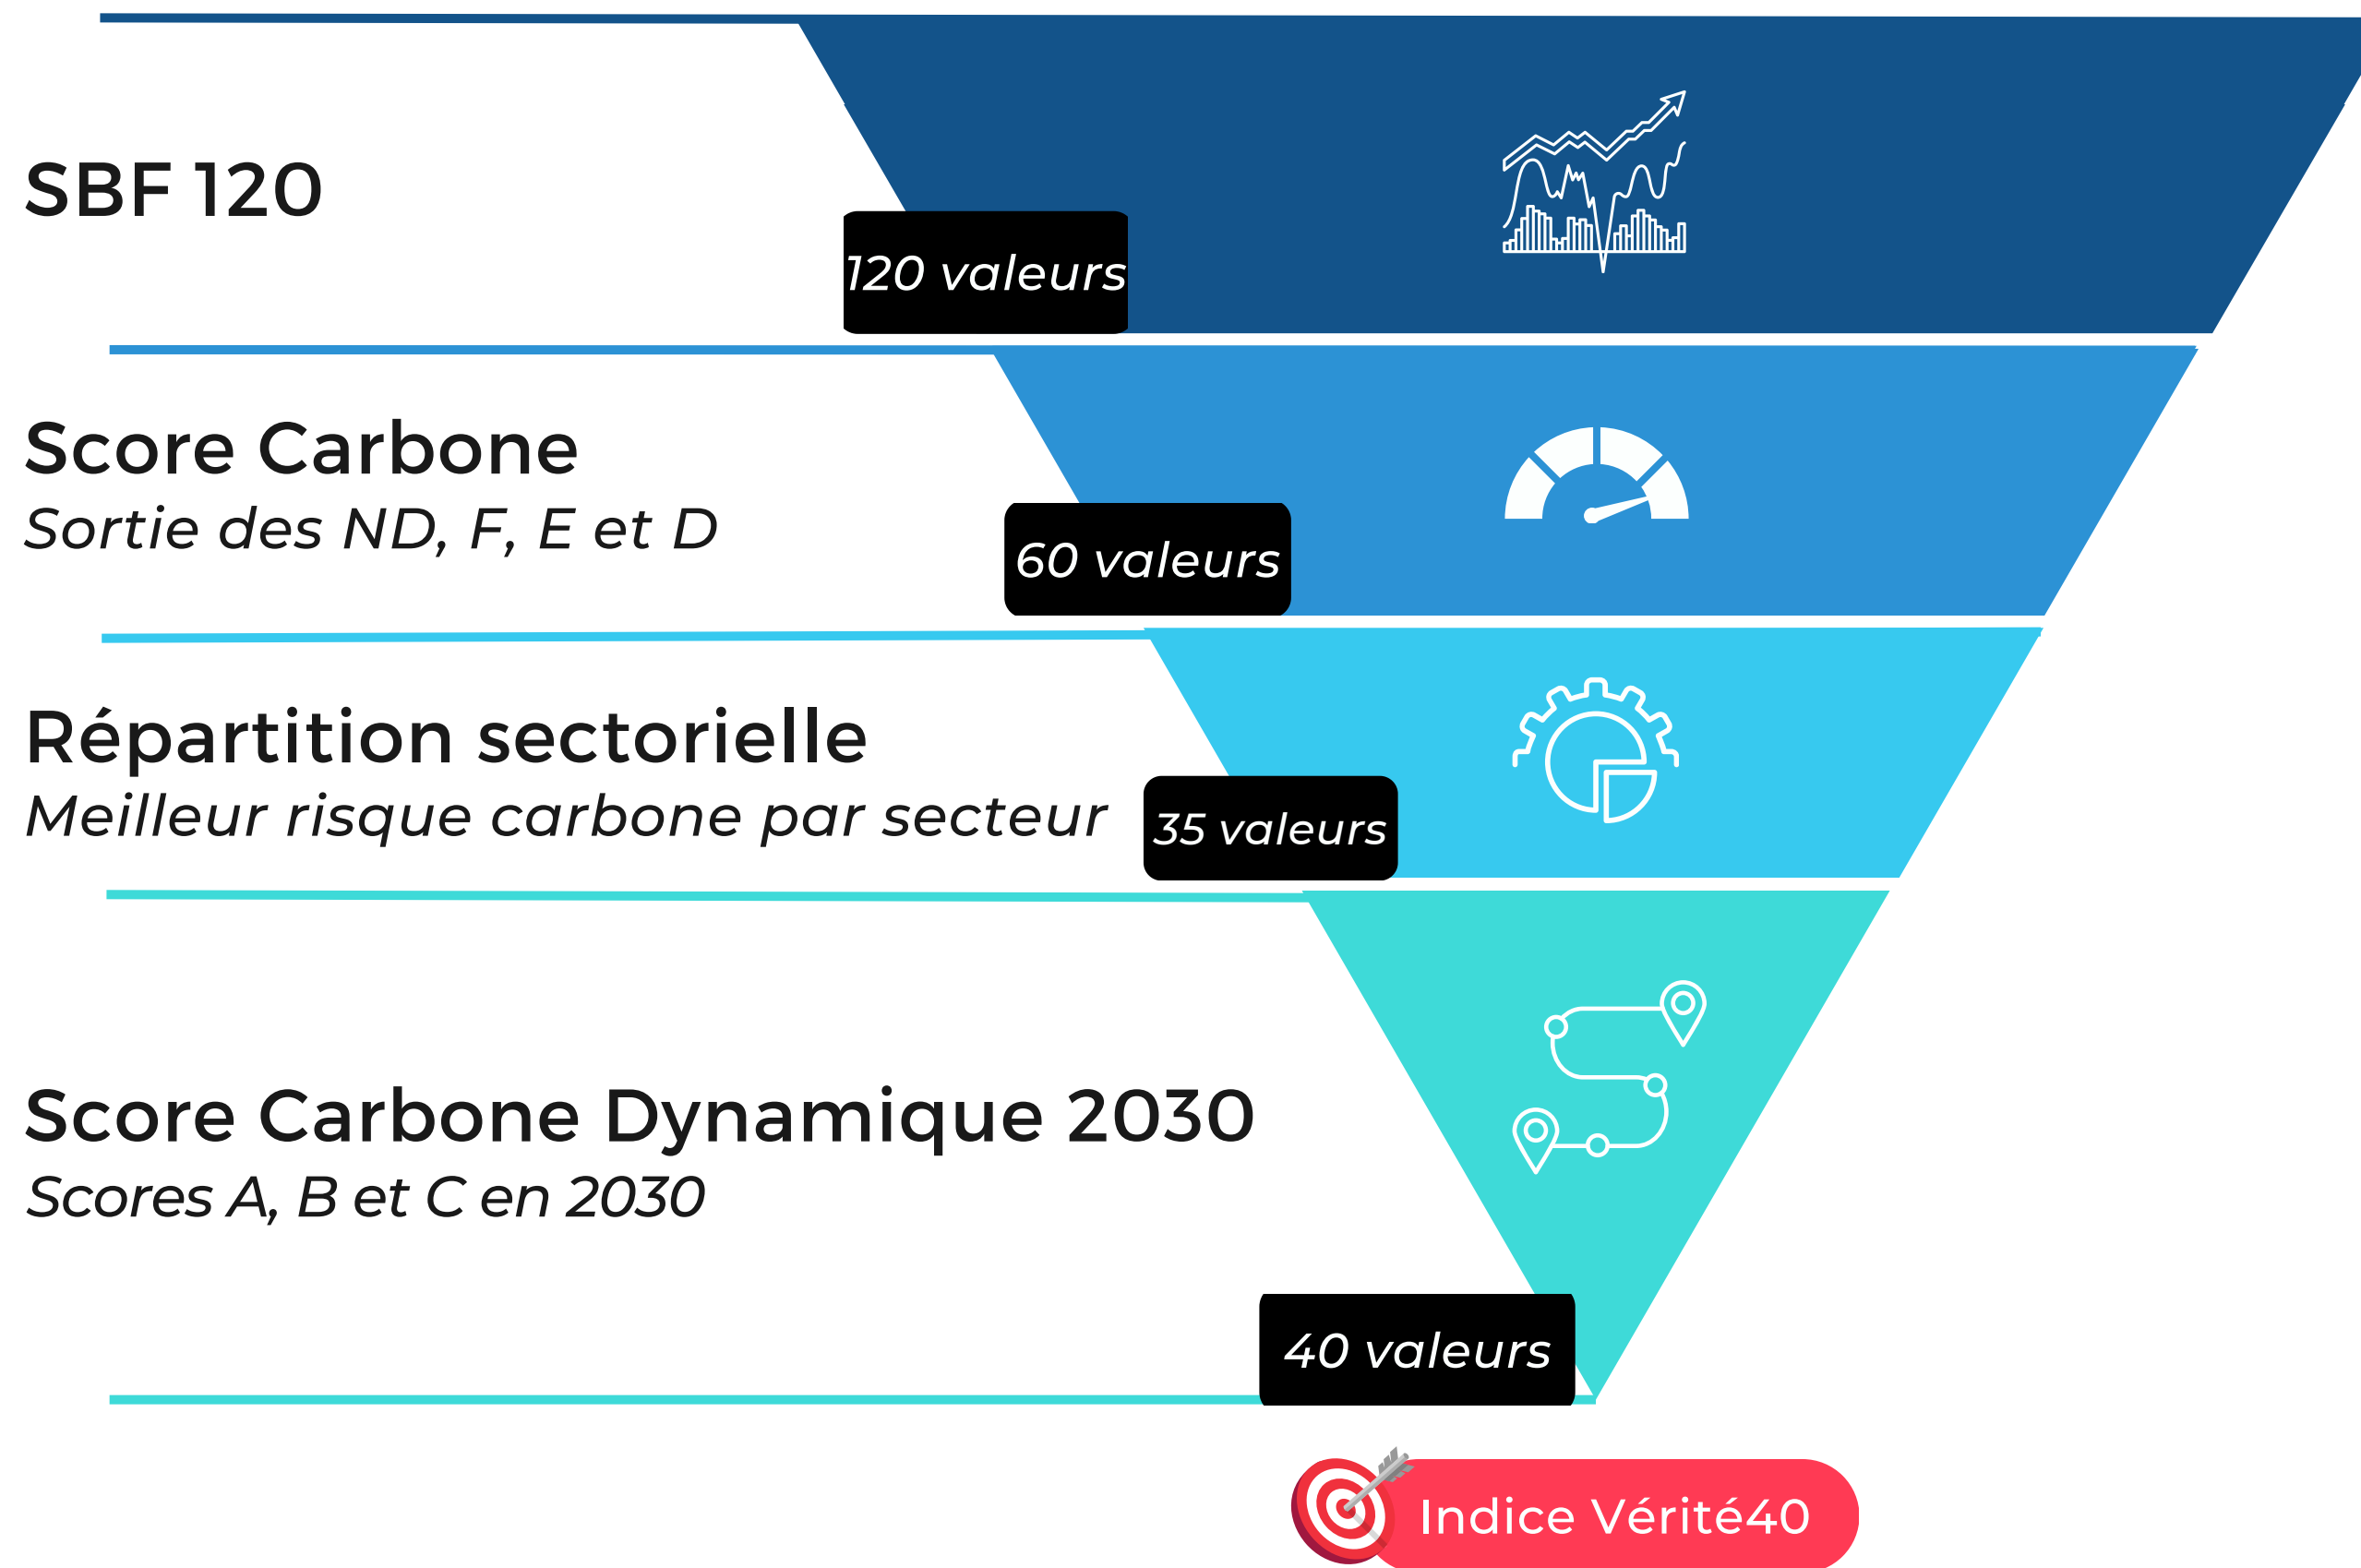 SBF 120
120 valeurs
Score Carbone
Sortie des ND, F, E et D
60 valeurs
Répartition sectorielle
Meilleur risque carbone par secteur
35 valeurs
Score Carbone Dynamique 2030
Scores A, B et C en 2030
40 valeurs
Indice Vérité40